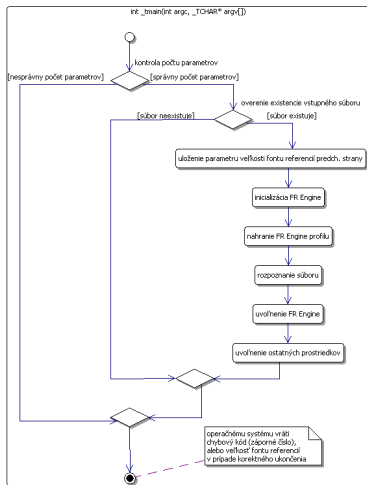 int _tmain(int argc, _TCHAR* argv[])
kontrola počtu parametrov
[nesprávny počet parametrov]
[správny počet parametrov]
overenie existencie vstupného súboru
[súbor neexistuje]
[súbor existuje]
uloženie parametru veľkosti fontu referencií predch. strany
inicializácia FR Engine
nahranie FR Engine profilu
rozpoznanie súboru
uvoľnenie FR Engine
uvoľnenie ostatných prostriedkov
operačnému systému vráti
chybový kód (záporné číslo),
alebo veľkosť fontu referencií
v prípade korektného ukončenia